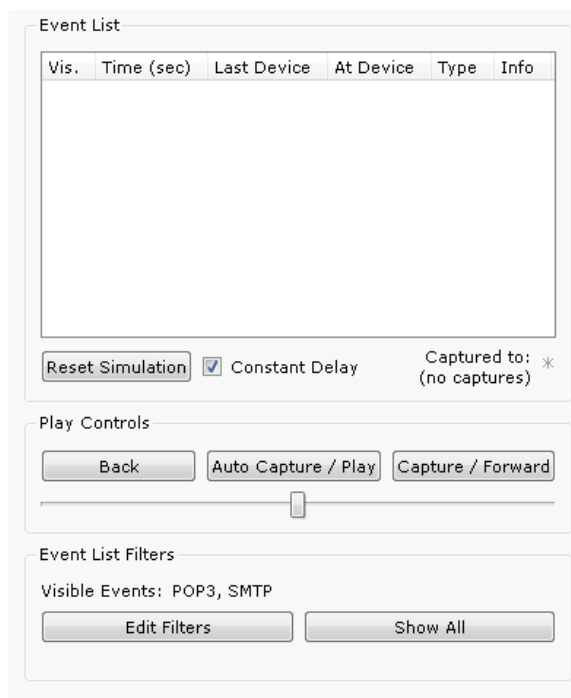 Event List
Vis. Time (sec) Last Device At Device Type Info
Reset Simulation Constant Delay Captured to: *
(no captures)
Play Controls
Back Auto Capture / Play Capture / Forward
Event List Filters
Visible Events: POP3, SMTP
Edit Filters Show All